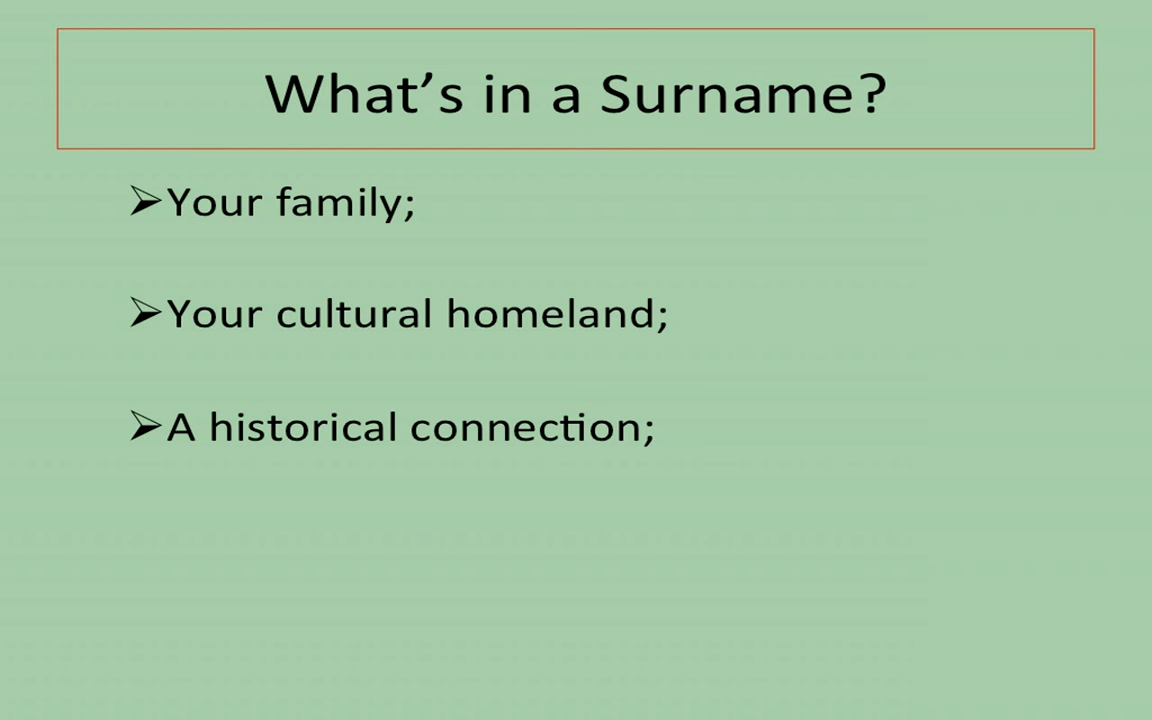 What’s in a Surname?
➢Your family;
➢Your cultural homeland;
➢A historical connection;